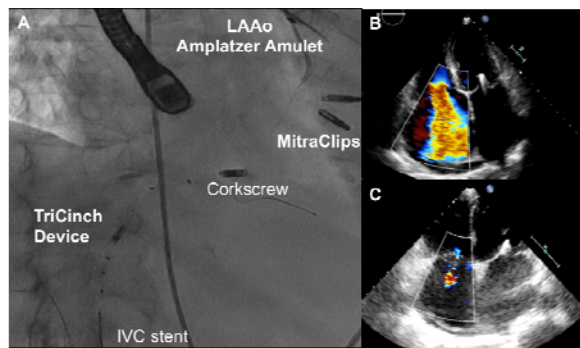 A
LAAo
Amplatzer Amulet
MitraClips
Corkscrew
TriCinch
Device
IVC stent
B
C